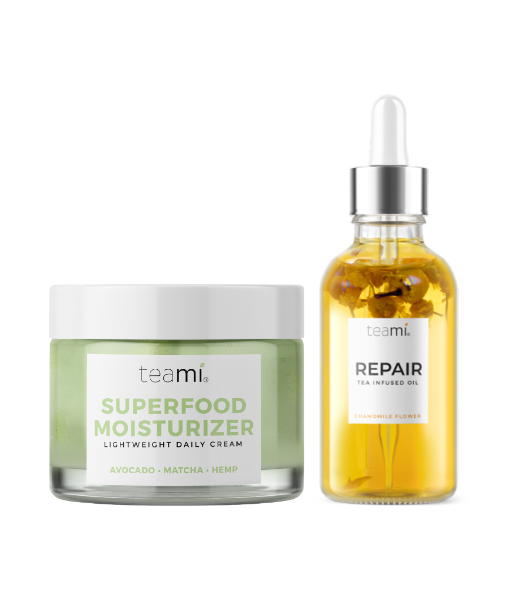 teami®
SUPERFOOD
MOISTURIZER
LIGHTWEIGHT DAILY CREAM
AVOCADO • MATCHA • HEMP
teami®
REPAIR
TEA INFUSED OIL
CHAMOMILE FLOWER